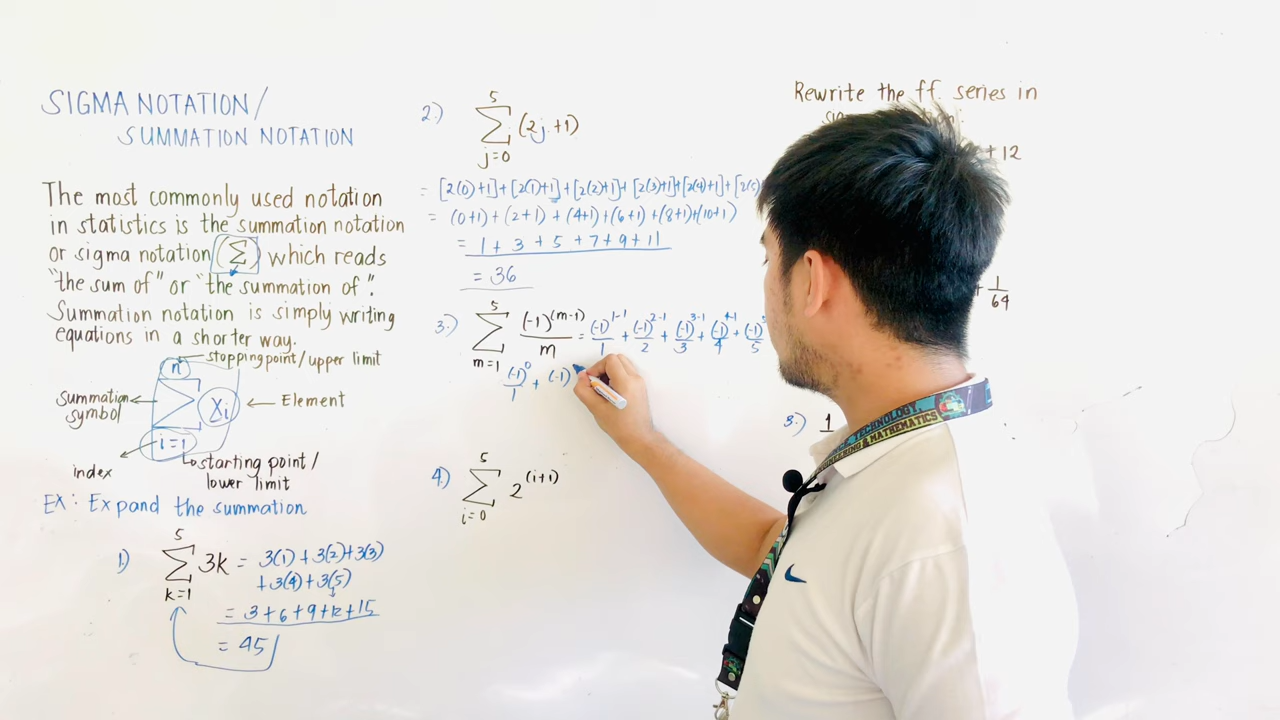 SIGMA NOTATION/
SUMMATION NOTATION
The most commonly used notation
in statistics is the summation notation
or sigma notation (Σ) which reads
"the sum of" or "the summation of".
Summation notation is simply writing
equations in a shorter way.
n → stopping point / upper limit
Summation symbol ← Σ
Xi ← Element
i=1
index
↳ starting point / lower limit
Ex: Expand the summation
1.) 5 Σ k=1 3k = 3(1)+3(2)+3(3)
+3(4)+3(5)
= 3+6+9+12+15
= 45
2.) 5 Σ j=0 (2j+1)
= [2(0)+1]+[2(1)+1]+[2(2)+1]+[2(3)+1]+[2(4)+1]+[2(5)
= (0+1)+(2+1)+(4+1)+(6+1)+(8+1)+(10+1)
= 1+3+5+7+9+11
= 36
3.) 5 Σ m=1 (-1)^(m-1)/m = (-1)^1-1/1 + (-1)^2-1/2 + (-1)^3-1/3 + (-1)^4-1/4 + (-1)^5/5
(-1)^0/1 + (-1)
4.) 5 Σ i=0 2^(i+1)
Rewrite the ff. series in
+ 12
+ 1/64
3.) 1
TECHNOLOGY,
ENGINEERING & MATHEMATICS